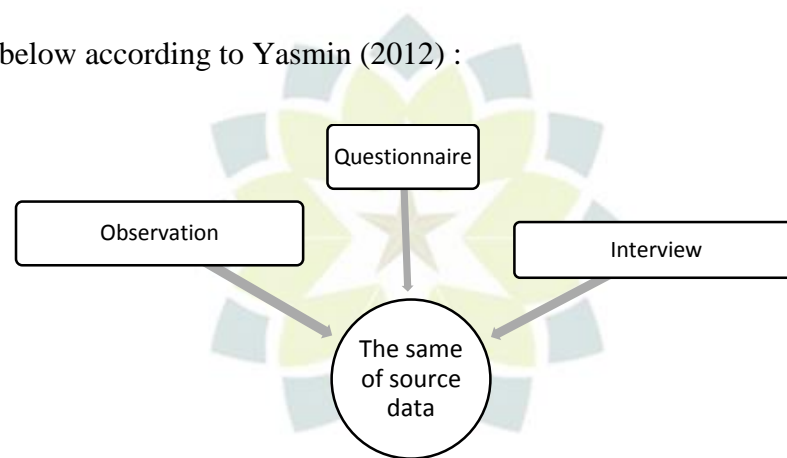 below according to Yasmin (2012) :
Questionnaire
Observation
Interview
The same
of source
data